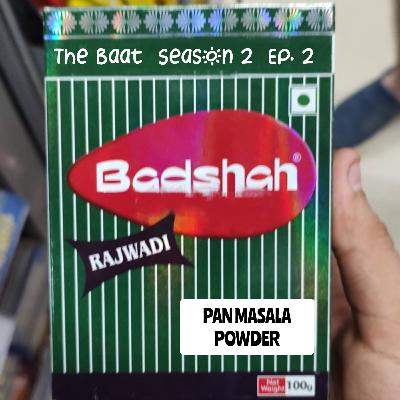 The Baat Season 2 Ep. 2
Badshah®
RAJWADI
PAN MASALA
POWDER
Net
Weight 100g